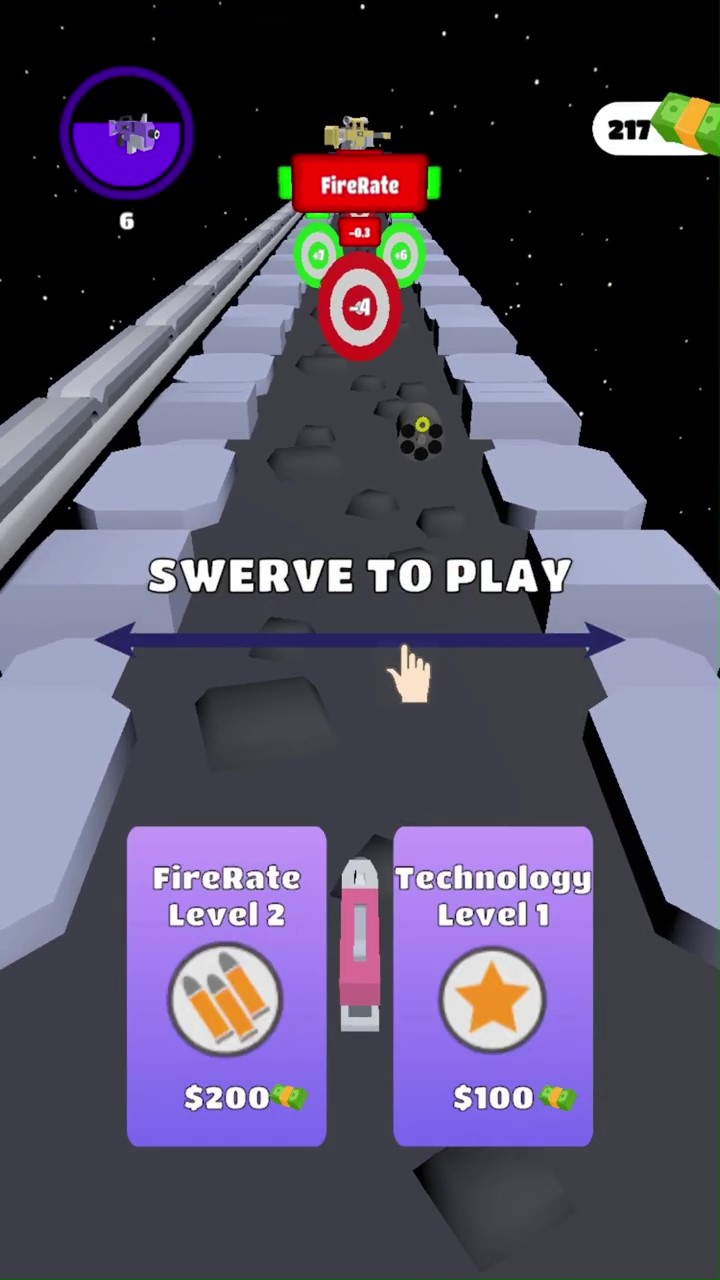 217
FireRate
6
-0.3
+7
+6
-4
SWERVE TO PLAY
FireRate
Level 2
$200
Technology
Level 1
$100